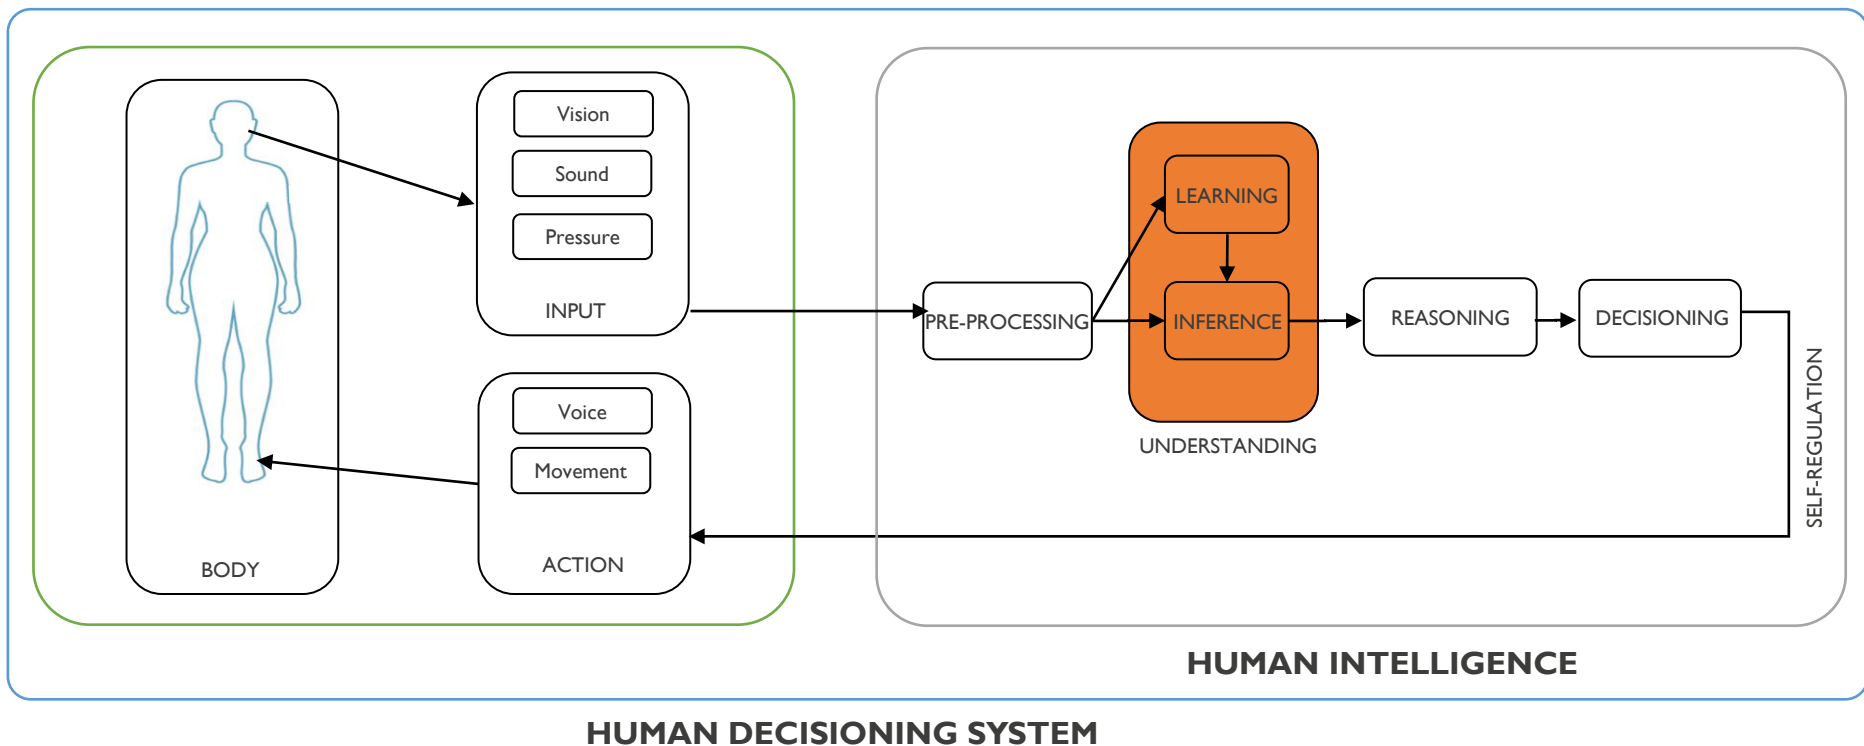 Vision
Sound
Pressure
INPUT
Voice
Movement
ACTION
BODY
PRE-PROCESSING
LEARNING
INFERENCE
UNDERSTANDING
REASONING
DECISIONING
SELF-REGULATION
HUMAN INTELLIGENCE
HUMAN DECISIONING SYSTEM